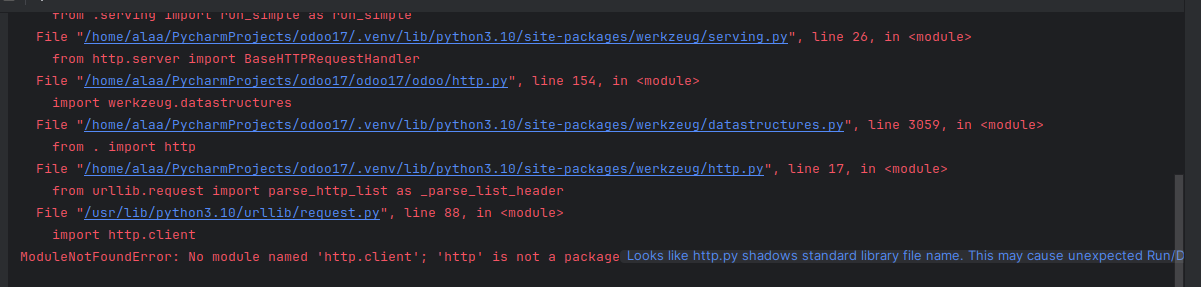 from .serving import run_simple as run_simple
File "/home/alaa/PycharmProjects/odoo17/.venv/lib/python3.10/site-packages/werkzeug/serving.py", line 26, in <module>
from http.server import BaseHTTPRequestHandler
File "/home/alaa/PycharmProjects/odoo17/odoo17/odoo/http.py", line 154, in <module>
import werkzeug.datastructures
File "/home/alaa/PycharmProjects/odoo17/.venv/lib/python3.10/site-packages/werkzeug/datastructures.py", line 3059, in <module>
from . import http
File "/home/alaa/PycharmProjects/odoo17/.venv/lib/python3.10/site-packages/werkzeug/http.py", line 17, in <module>
from urllib.request import parse_http_list as _parse_list_header
File "/usr/lib/python3.10/urllib/request.py", line 88, in <module>
import http.client
ModuleNotFoundError: No module named 'http.client'; 'http' is not a package Looks like http.py shadows standard library file name. This may cause unexpected Run/D